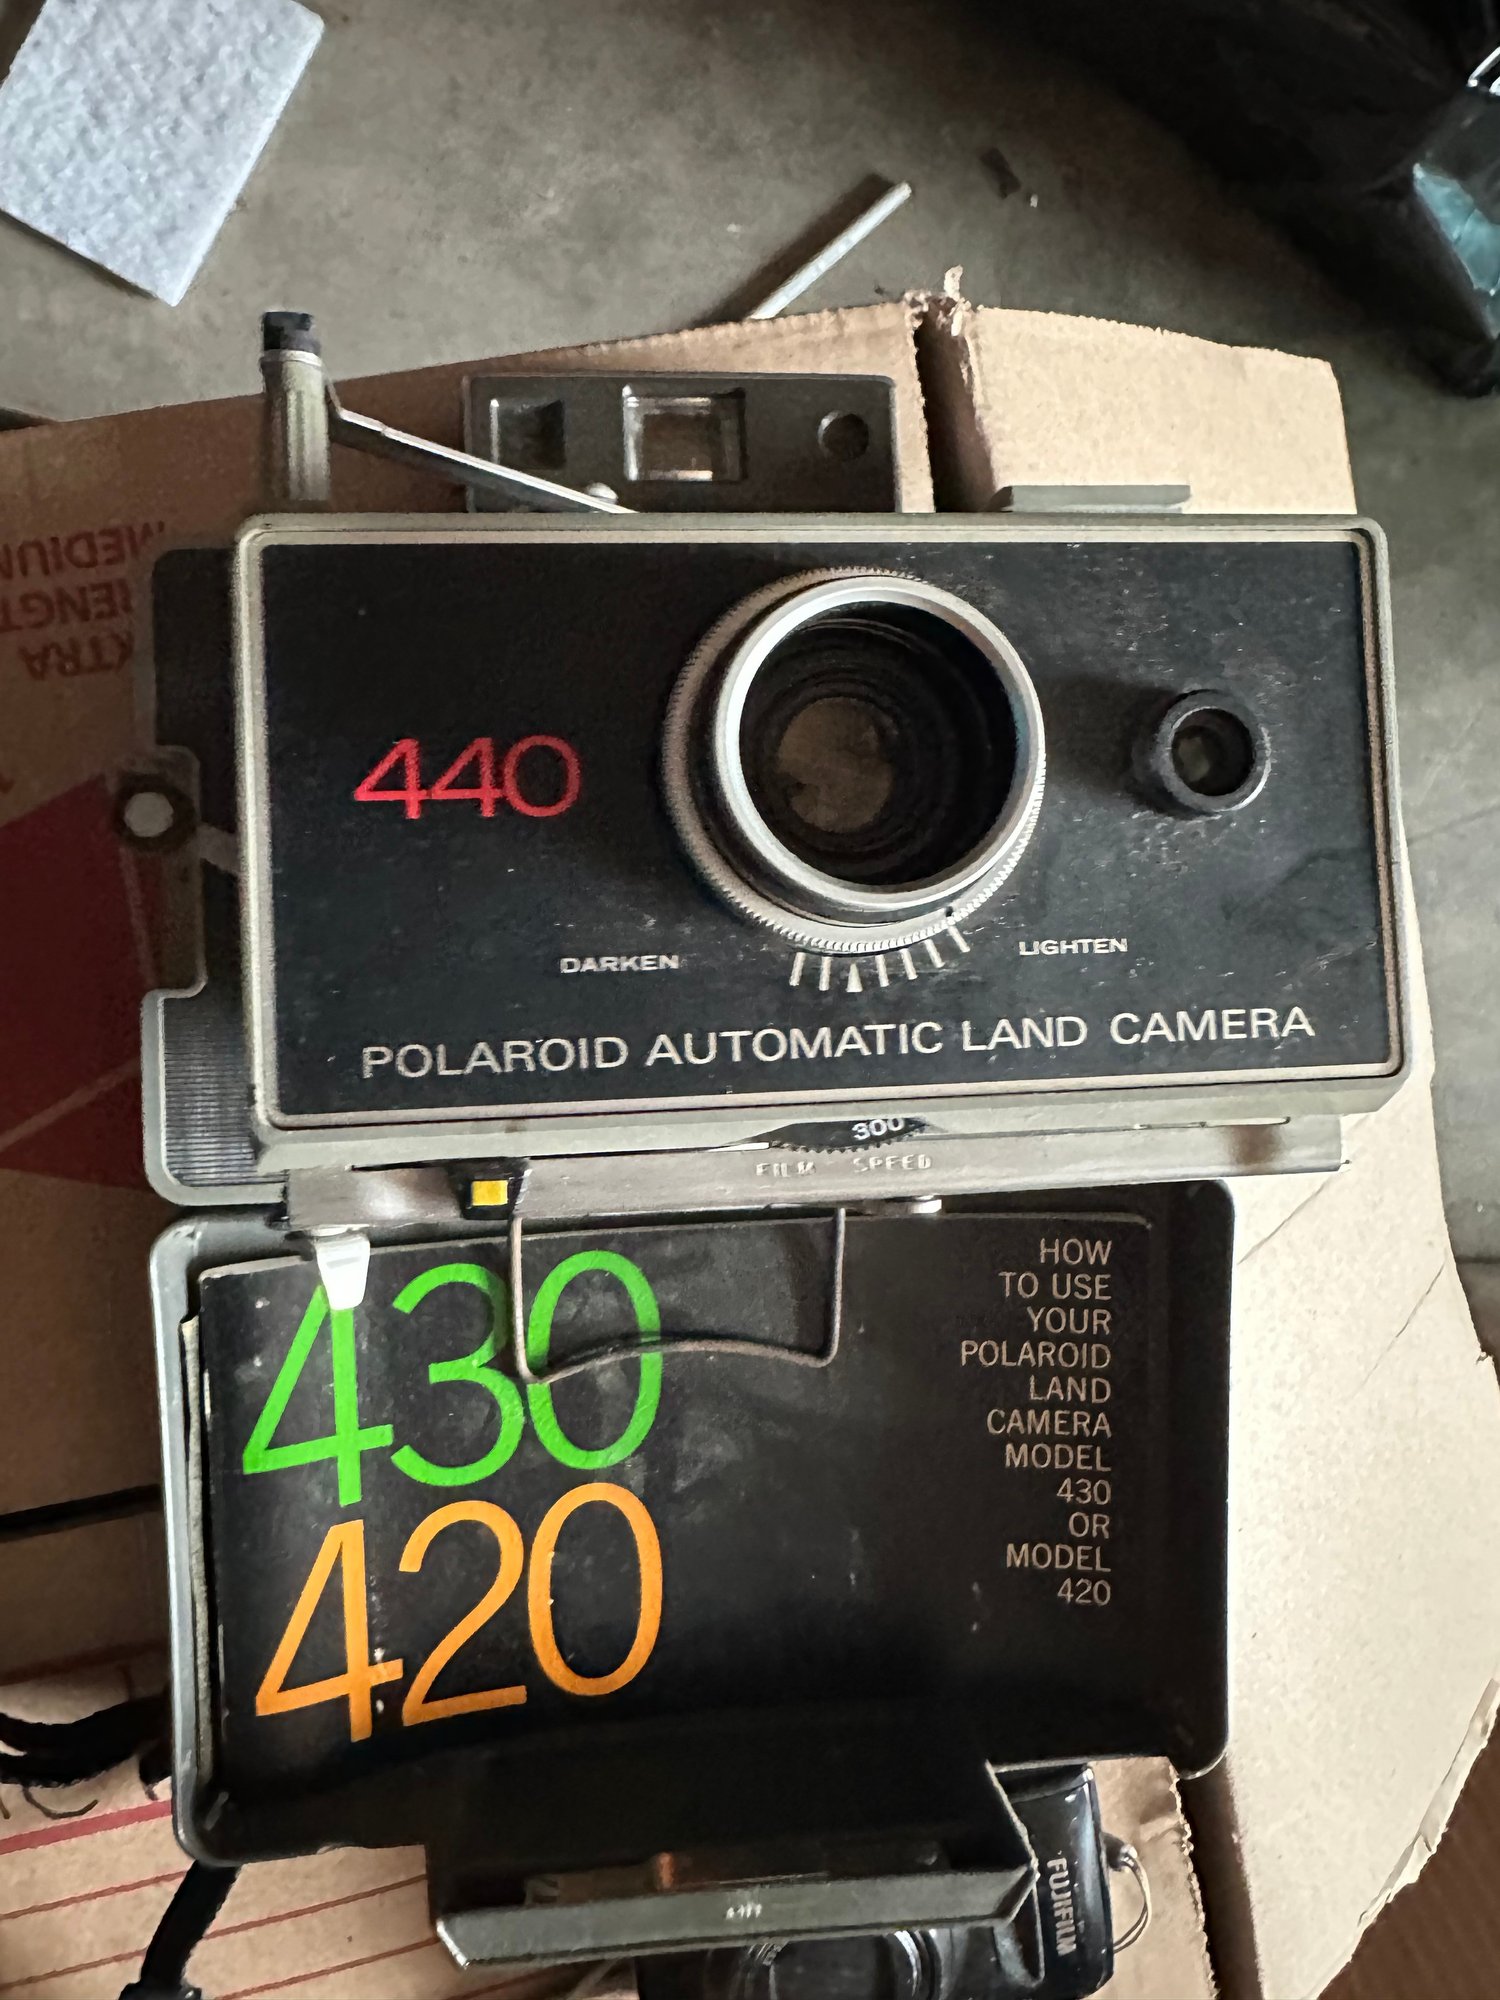 MEDIUM
440
DARKEN
LIGHTEN
POLAROID AUTOMATIC LAND CAMERA
300
FILM SPEED
430
420
HOW
TO USE
YOUR
POLAROID
LAND
CAMERA
MODEL
430
OR
MODEL
420
FUJIFILM